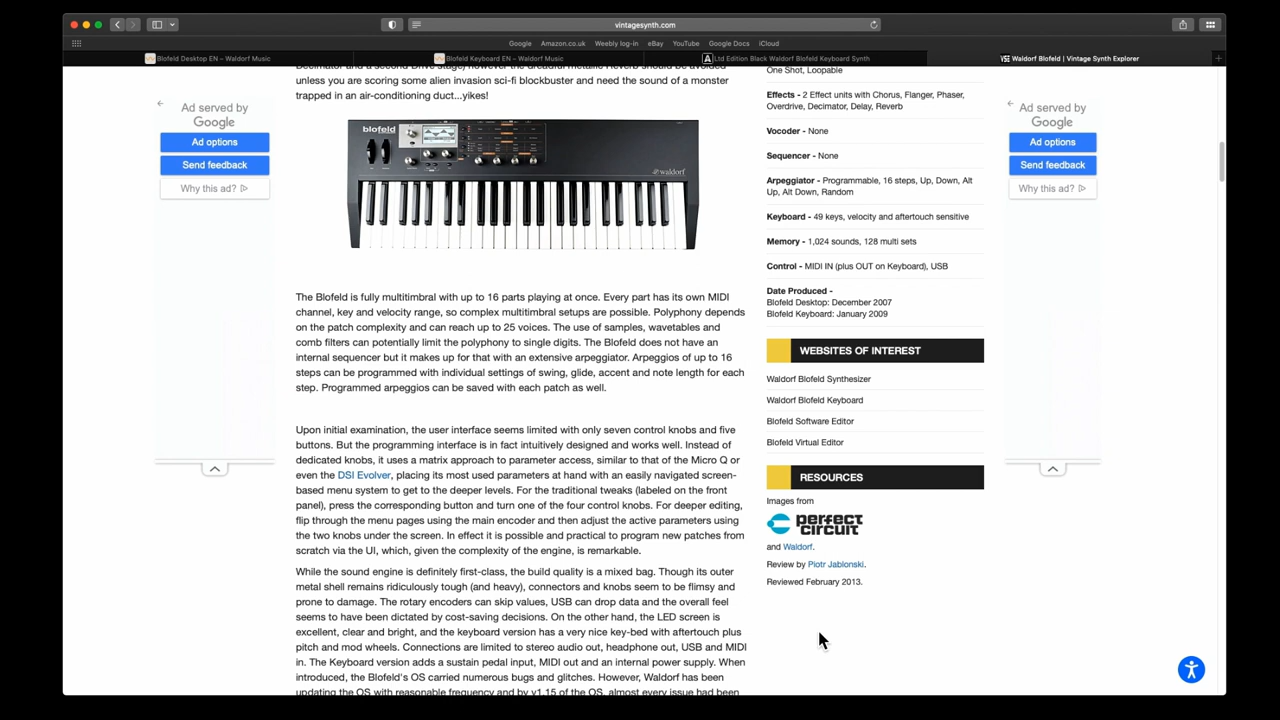 vintagesynth.com
Google Amazon.co.uk Weebly log-in eBay YouTube Google Docs iCloud
Blofeld Desktop EN – Waldorf Music
Blofeld Keyboard EN – Waldorf Music
Ltd Edition Black Waldorf Blofeld Keyboard Synth
Waldorf Blofeld | Vintage Synth Explorer
unless you are scoring some alien invasion sci-fi blockbuster and need the sound of a monster
trapped in an air-conditioning duct...yikes!
Ad served by
Google
Ad options
Send feedback
Why this ad?
blofeld
waldorf
The Blofeld is fully multitimbral with up to 16 parts playing at once. Every part has its own MIDI
channel, key and velocity range, so complex multitimbral setups are possible. Polyphony depends
on the patch complexity and can reach up to 25 voices. The use of samples, wavetables and
comb filters can potentially limit the polyphony to single digits. The Blofeld does not have an
internal sequencer but it makes up for that with an extensive arpeggiator. Arpeggios of up to 16
steps can be programmed with individual settings of swing, glide, accent and note length for each
step. Programmed arpeggios can be saved with each patch as well.
Upon initial examination, the user interface seems limited with only seven control knobs and five
buttons. But the programming interface is in fact intuitively designed and works well. Instead of
dedicated knobs, it uses a matrix approach to parameter access, similar to that of the Micro Q or
even the DSI Evolver, placing its most used parameters at hand with an easily navigated screen-
based menu system to get to the deeper levels. For the traditional tweaks (labeled on the front
panel), press the corresponding button and turn one of the four control knobs. For deeper editing,
flip through the menu pages using the main encoder and then adjust the active parameters using
the two knobs under the screen. In effect it is possible and practical to program new patches from
scratch via the UI, which, given the complexity of the engine, is remarkable.
While the sound engine is definitely first-class, the build quality is a mixed bag. Though its outer
metal shell remains ridiculously tough (and heavy), connectors and knobs seem to be flimsy and
prone to damage. The rotary encoders can skip values, USB can drop data and the overall feel
seems to have been dictated by cost-saving decisions. On the other hand, the LED screen is
excellent, clear and bright, and the keyboard version has a very nice key-bed with aftertouch plus
pitch and mod wheels. Connections are limited to stereo audio out, headphone out, USB and MIDI
in. The Keyboard version adds a sustain pedal input, MIDI out and an internal power supply. When
introduced, the Blofeld's OS carried numerous bugs and glitches. However, Waldorf has been
updating the OS with reasonable frequency and by v1.15 of the OS, almost every issue had been
One Shot, Loopable
Effects - 2 Effect units with Chorus, Flanger, Phaser,
Overdrive, Decimator, Delay, Reverb
Vocoder - None
Sequencer - None
Arpeggiator - Programmable, 16 steps, Up, Down, Alt
Up, Alt Down, Random
Keyboard - 49 keys, velocity and aftertouch sensitive
Memory - 1,024 sounds, 128 multi sets
Control - MIDI IN (plus OUT on Keyboard), USB
Date Produced -
Blofeld Desktop: December 2007
Blofeld Keyboard: January 2009
WEBSITES OF INTEREST
Waldorf Blofeld Synthesizer
Waldorf Blofeld Keyboard
Blofeld Software Editor
Blofeld Virtual Editor
RESOURCES
Images from
perfect
circuit
and Waldorf.
Review by Piotr Jablonski.
Reviewed February 2013.
Ad served by
Google
Ad options
Send feedback
Why this ad?